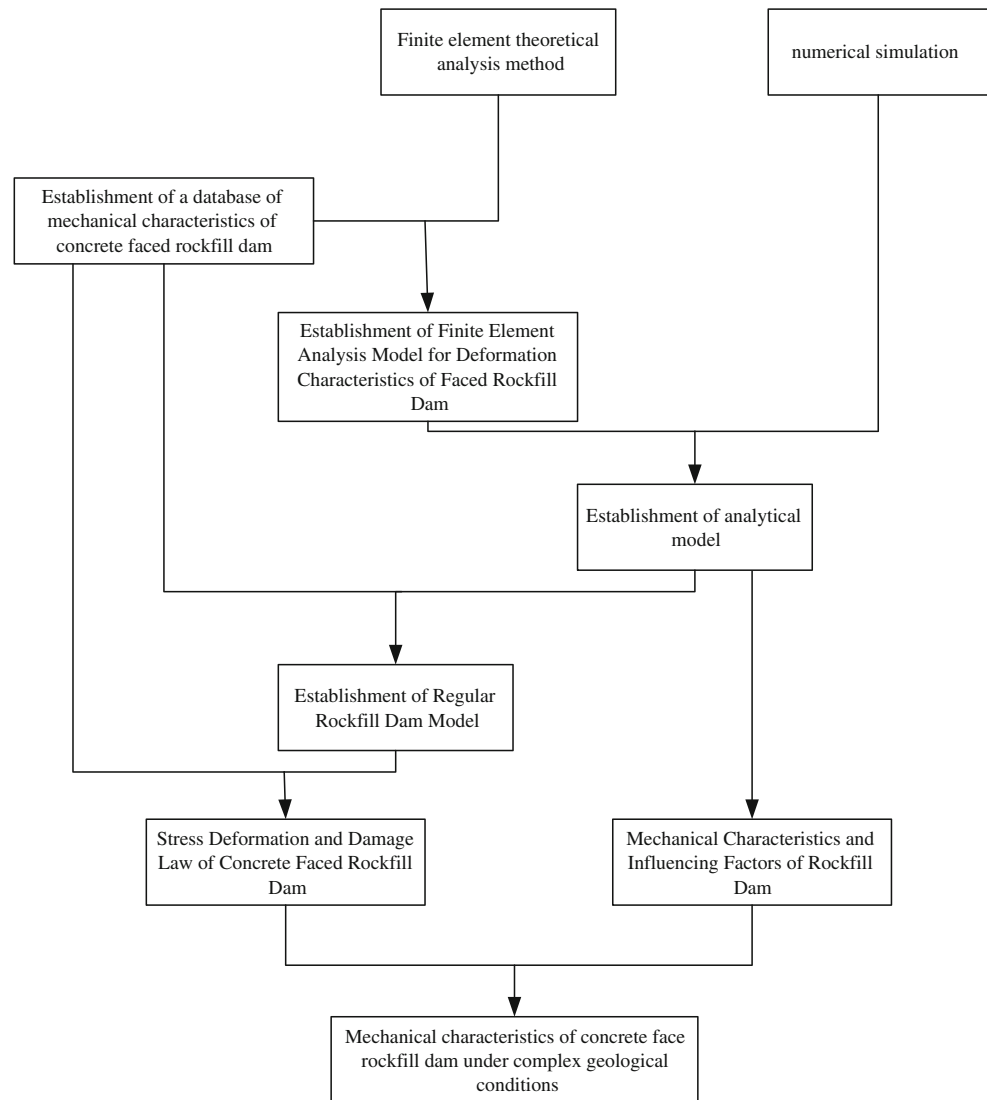 Finite element theoretical
analysis method
numerical simulation
Establishment of a database of
mechanical characteristics of
concrete faced rockfill dam
Establishment of Finite Element
Analysis Model for Deformation
Characteristics of Faced Rockfill
Dam
Establishment of analytical
model
Establishment of Regular
Rockfill Dam Model
Stress Deformation and Damage
Law of Concrete Faced Rockfill
Dam
Mechanical Characteristics and
Influencing Factors of Rockfill
Dam
Mechanical characteristics of concrete face
rockfill dam under complex geological
conditions